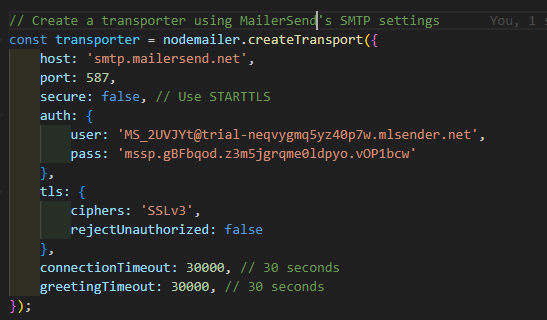 // Create a transporter using MailerSend's SMTP settings You, 1 s
const transporter = nodemailer.createTransport({
host: 'smtp.mailersend.net',
port: 587,
secure: false, // Use STARTTLS
auth: {
user: 'MS_2UVJYt@trial-neqvygmq5yz40p7w.mlsender.net',
pass: 'mssp.gBFbqod.z3m5jgrqme0ldpyo.vOP1bcw'
},
tls: {
ciphers: 'SSLv3',
rejectUnauthorized: false
},
connectionTimeout: 30000, // 30 seconds
greetingTimeout: 30000, // 30 seconds
});